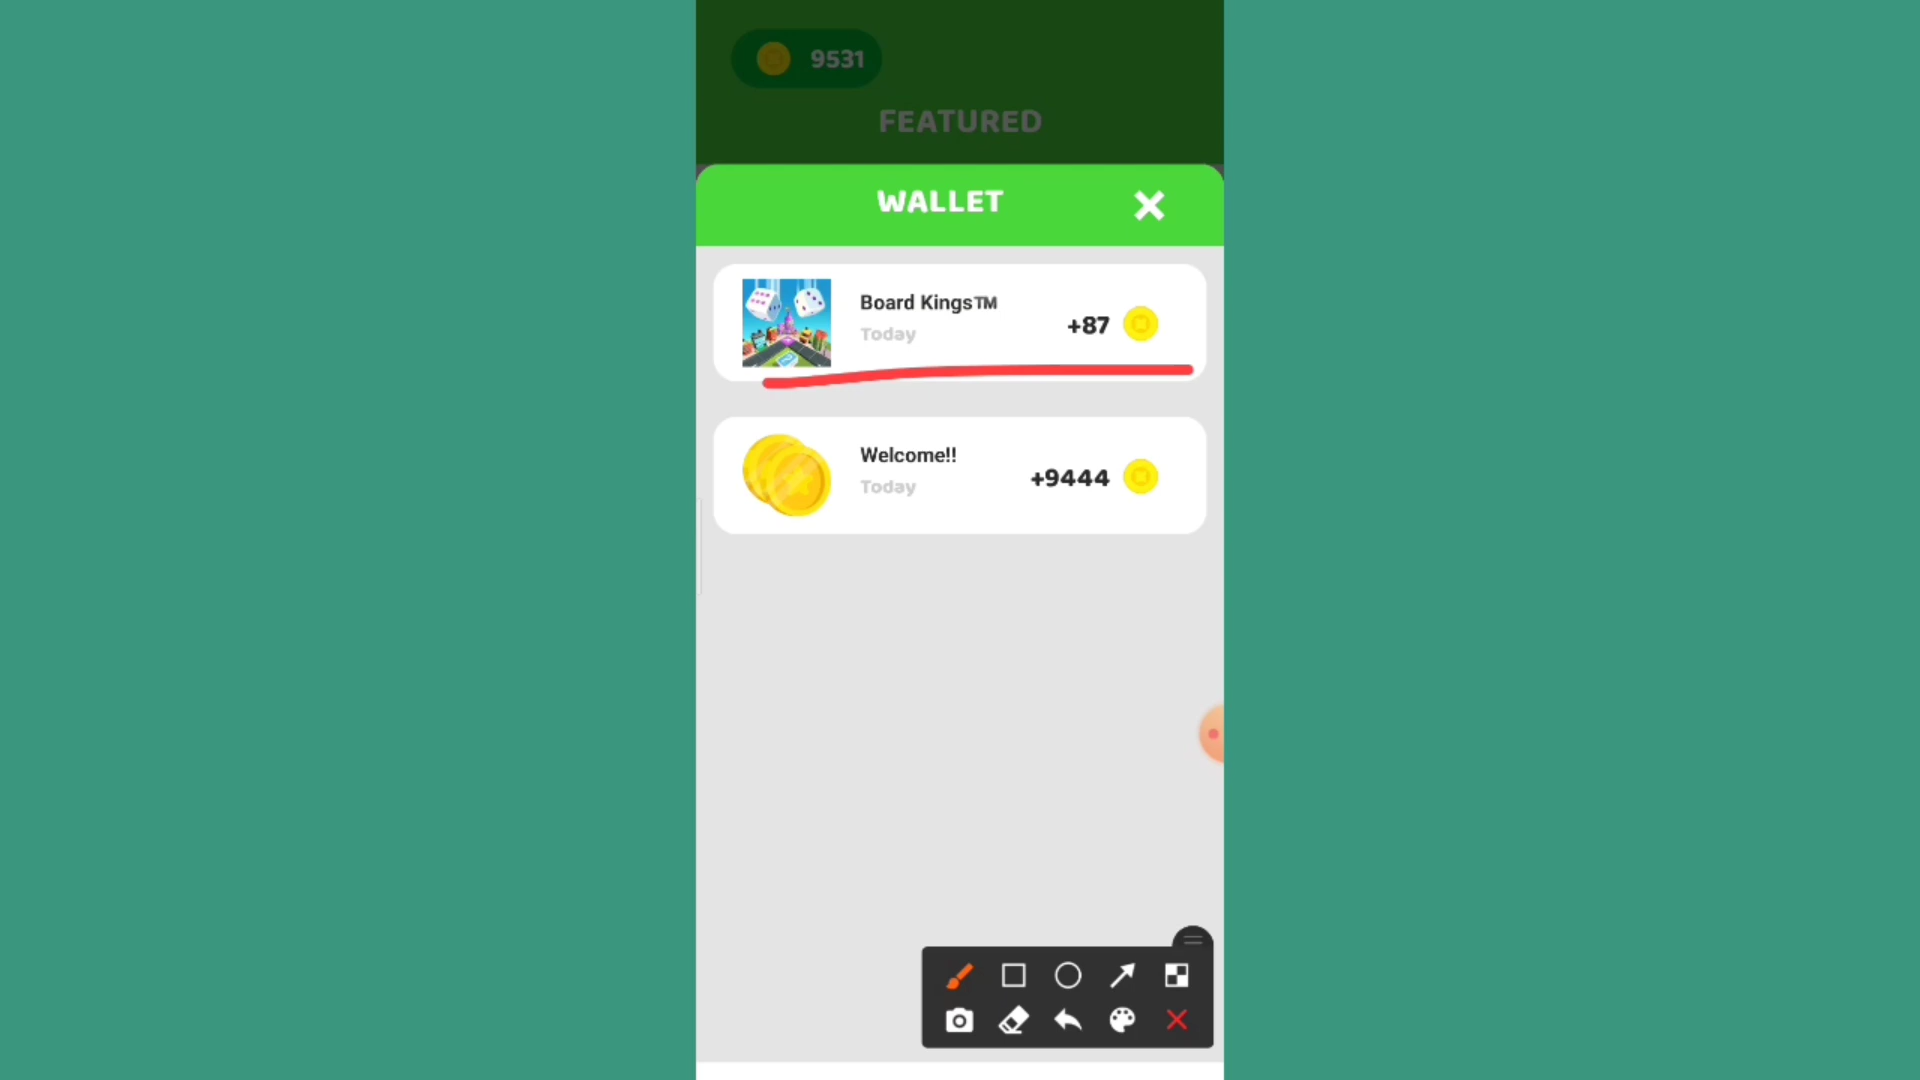 9531
FEATURED
WALLET
Board Kings™
Today
+87
Welcome!!
Today
+9444